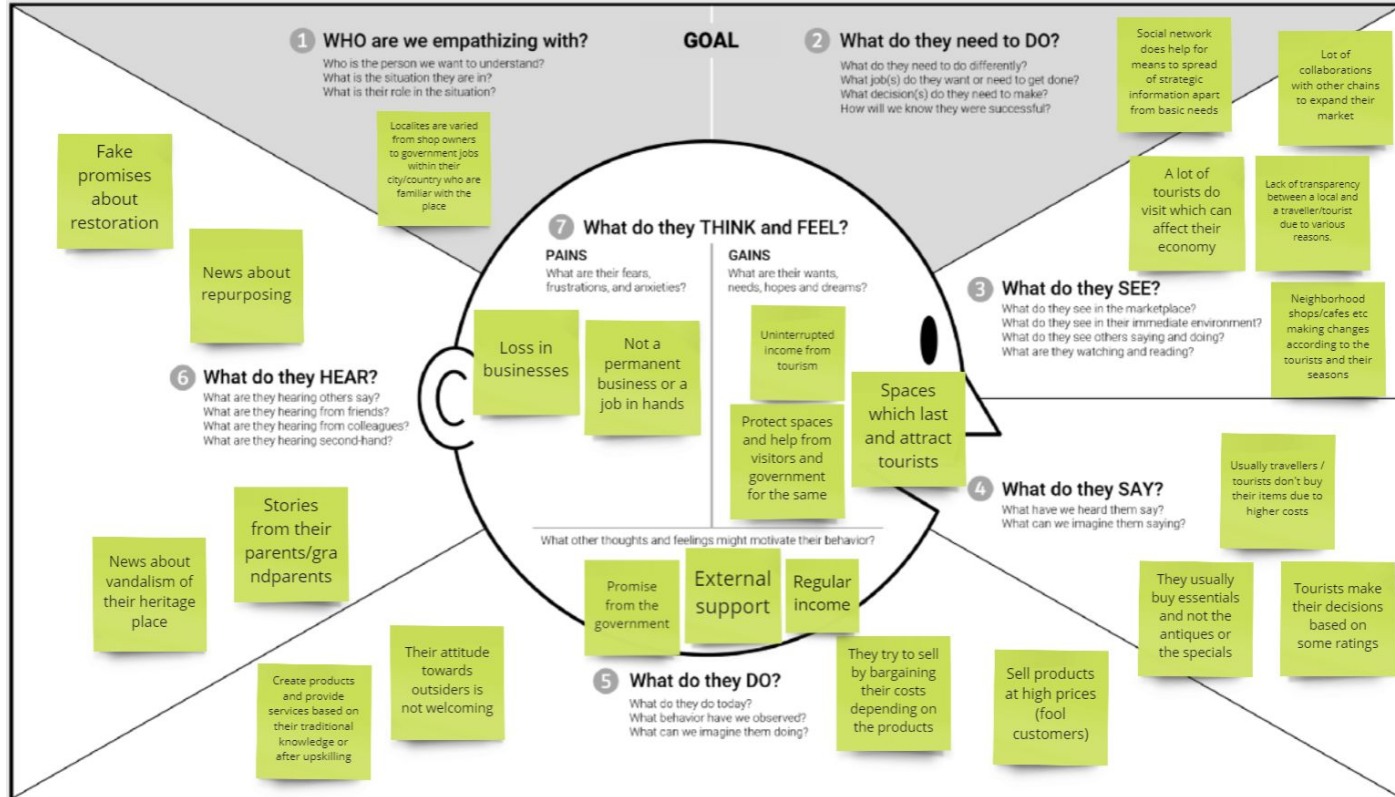 1 WHO are we empathizing with?
Who is the person we want to understand?
What is the situation they are in?
What is their role in the situation?
Localites are varied
from shop owners
to government jobs
within their
city/country who are
familiar with the
place
GOAL
2 What do they need to DO?
What do they need to do differently?
What job(s) do they want or need to get done?
What decision(s) do they need to make?
How will we know they were successful?
Social network
does help for
means to spread
of strategic
information apart
from basic needs
Lot of
collaborations
with other chains
to expand their
market
A lot of
tourists do
visit which can
affect their
economy
Lack of transparency
between a local and
a traveller/tourist
due to various
reasons.
3 What do they SEE?
What do they see in the marketplace?
What do they see in their immediate environment?
What do they see others saying and doing?
What are they watching and reading?
Neighborhood
shops/cafes etc
making changes
according to the
tourists and their
seasons
4 What do they SAY?
What have we heard them say?
What can we imagine them saying?
Usually travellers /
tourists don't buy
their items due to
higher costs
They usually
buy essentials
and not the
antiques or
the specials
Tourists make
their decisions
based on
some ratings
5 What do they DO?
What do they do today?
What behavior have we observed?
What can we imagine them doing?
They try to sell
by bargaining
their costs
depending on
the products
Sell products
at high prices
(fool
customers)
Their attitude
towards
outsiders is
not welcoming
Create products
and provide
services based on
their traditional
knowledge or
after upskilling
6 What do they HEAR?
What are they hearing others say?
What are they hearing from friends?
What are they hearing from colleagues?
What are they hearing second-hand?
Fake
promises
about
restoration
News about
repurposing
Stories
from their
parents/gra
ndparents
News about
vandalism of
their heritage
place
7 What do they THINK and FEEL?
PAINS
What are their fears,
frustrations, and anxieties?
Loss in
businesses
Not a
permanent
business or a
job in hands
GAINS
What are their wants,
needs, hopes and dreams?
Uninterrupted
income from
tourism
Protect spaces
and help from
visitors and
government
for the same
Spaces
which last
and attract
tourists
What other thoughts and feelings might motivate their behavior?
Promise
from the
government
External
support
Regular
income